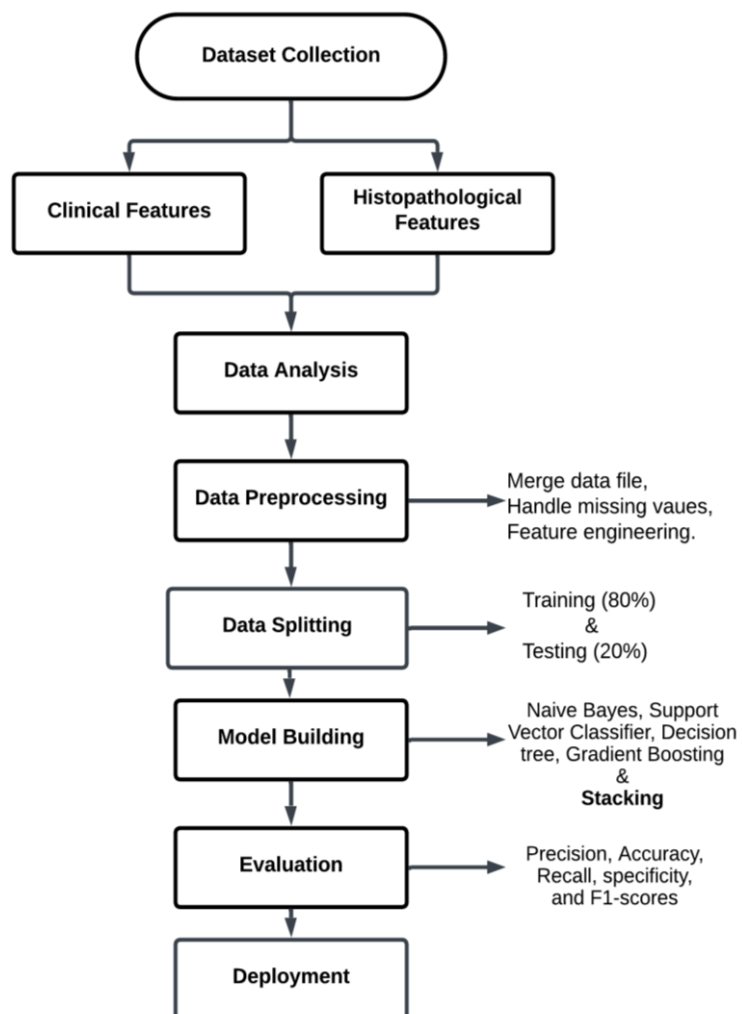 Dataset Collection
Clinical Features
Histopathological
Features
Data Analysis
Data Preprocessing
Merge data file,
Handle missing vaues,
Feature engineering.
Data Splitting
Training (80%)
&
Testing (20%)
Model Building
Naive Bayes, Support
Vector Classifier, Decision
tree, Gradient Boosting
&
Stacking
Evaluation
Precision, Accuracy,
Recall, specificity,
and F1-scores
Deployment